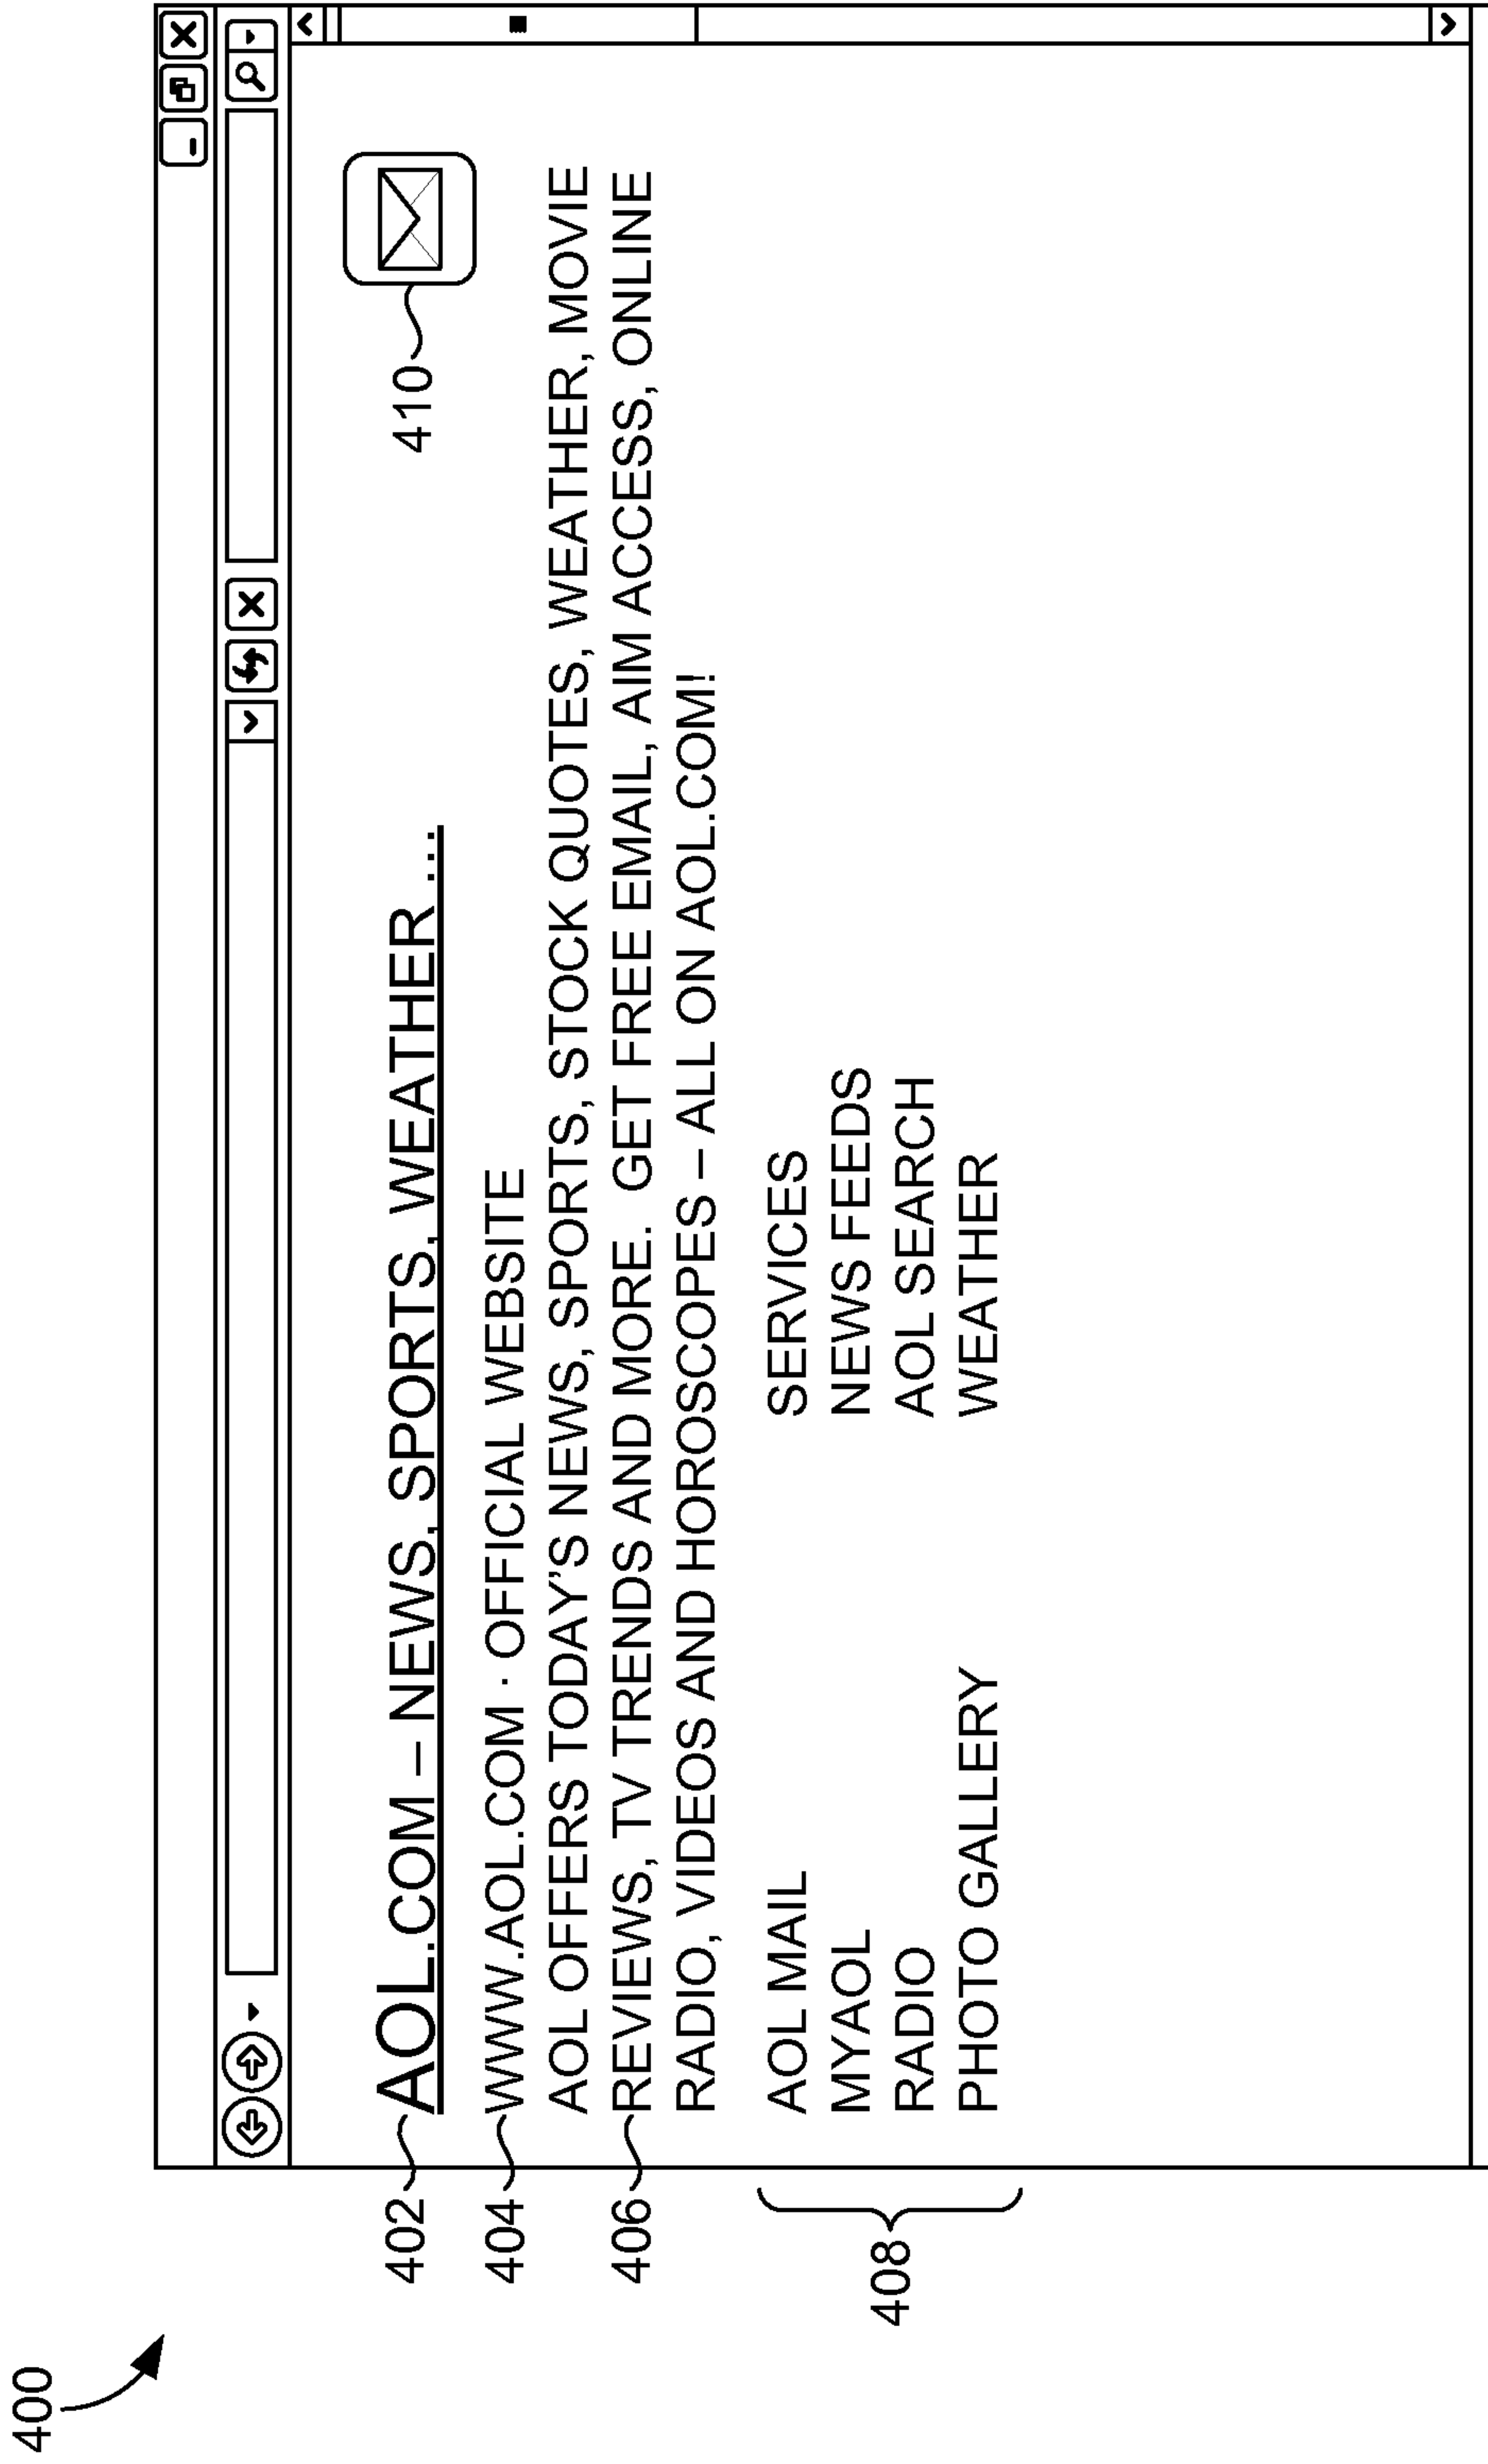 400
402
AOL.COM – NEWS, SPORTS, WEATHER ...
410
404
WWW.AOL.COM · OFFICIAL WEBSITE
AOL OFFERS TODAY'S NEWS, SPORTS, STOCK QUOTES, WEATHER, MOVIE
406
REVIEWS, TV TRENDS AND MORE. GET FREE EMAIL, AIM ACCESS, ONLINE
RADIO, VIDEOS AND HOROSCOPES – ALL ON AOL.COM!
408
AOL MAIL SERVICES
MYAOL NEWS FEEDS
RADIO AOL SEARCH
PHOTO GALLERY WEATHER